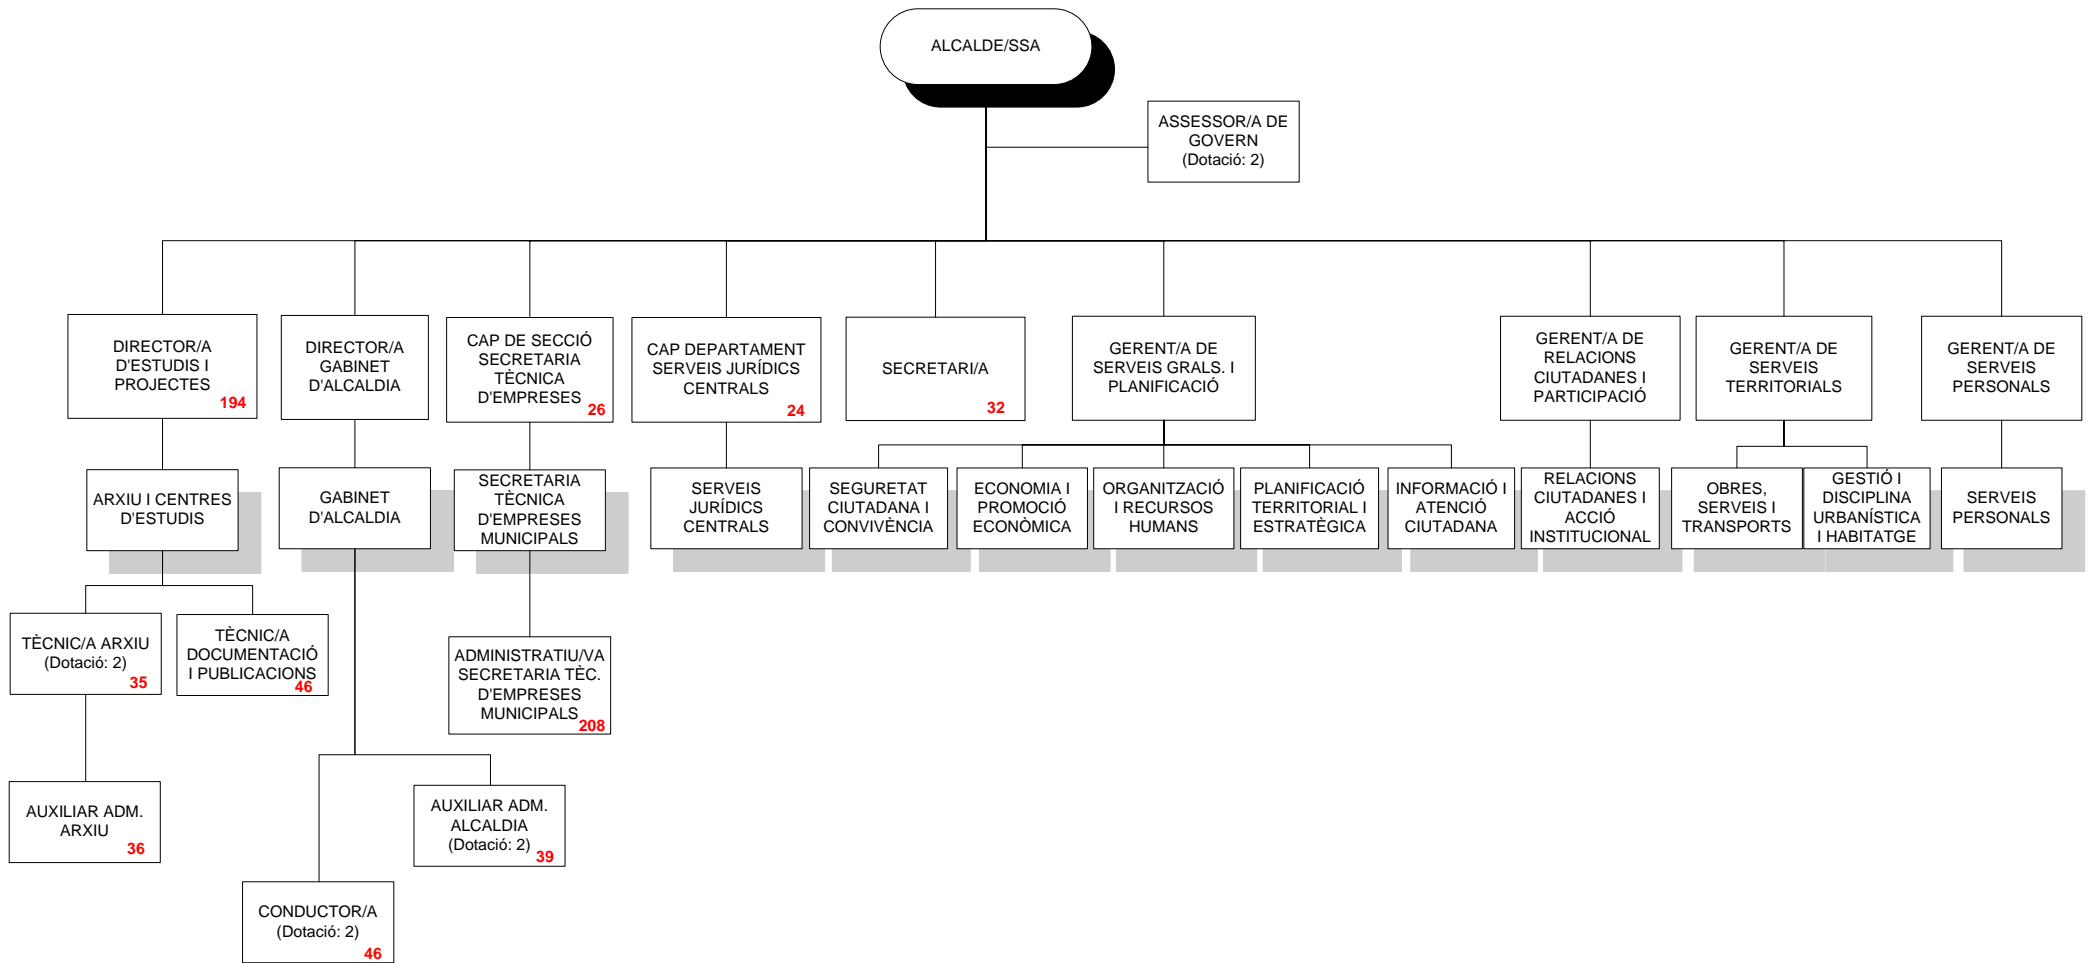 ALCALDE/SSA
ASSESSOR/A DE
GOVERN
(Dotació: 2)
DIRECTOR/A
D'ESTUDIS I
PROJECTES
194
DIRECTOR/A
GABINET
D'ALCALDIA
CAP DE SECCIÓ
SECRETARIA
TÈCNICA
D'EMPRESES
26
CAP DEPARTAMENT
SERVEIS JURÍDICS
CENTRALS
24
SECRETARI/A
32
GERENT/A DE
SERVEIS GRALS. I
PLANIFICACIÓ
GERENT/A DE
RELACIONS
CIUTADANES I
PARTICIPACIÓ
GERENT/A DE
SERVEIS
TERRITORIALS
GERENT/A DE
SERVEIS
PERSONALS
ARXIU I CENTRES
D'ESTUDIS
GABINET
D'ALCALDIA
SECRETARIA
TÈCNICA
D'EMPRESES
MUNICIPALS
SERVEIS
JURÍDICS
CENTRALS
SEGURETAT
CIUTADANA I
CONVIVÈNCIA
ECONOMIA I
PROMOCIÓ
ECONÒMICA
ORGANITZACIÓ
I RECURSOS
HUMANS
PLANIFICACIÓ
TERRITORIAL I
ESTRATÈGICA
INFORMACIÓ I
ATENCIÓ
CIUTADANA
RELACIONS
CIUTADANES I
ACCIÓ
INSTITUCIONAL
OBRES,
SERVEIS I
TRANSPORTS
GESTIÓ I
DISCIPLINA
URBANÍSTICA
I HABITATGE
SERVEIS
PERSONALS
TÈCNIC/A ARXIU
(Dotació: 2)
35
TÈCNIC/A
DOCUMENTACIÓ
I PUBLICACIONS
46
ADMINISTRATIU/VA
SECRETARIA TÈC.
D'EMPRESES
MUNICIPALS
208
AUXILIAR ADM.
ARXIU
36
AUXILIAR ADM.
ALCALDIA
(Dotació: 2)
39
CONDUCTOR/A
(Dotació: 2)
46